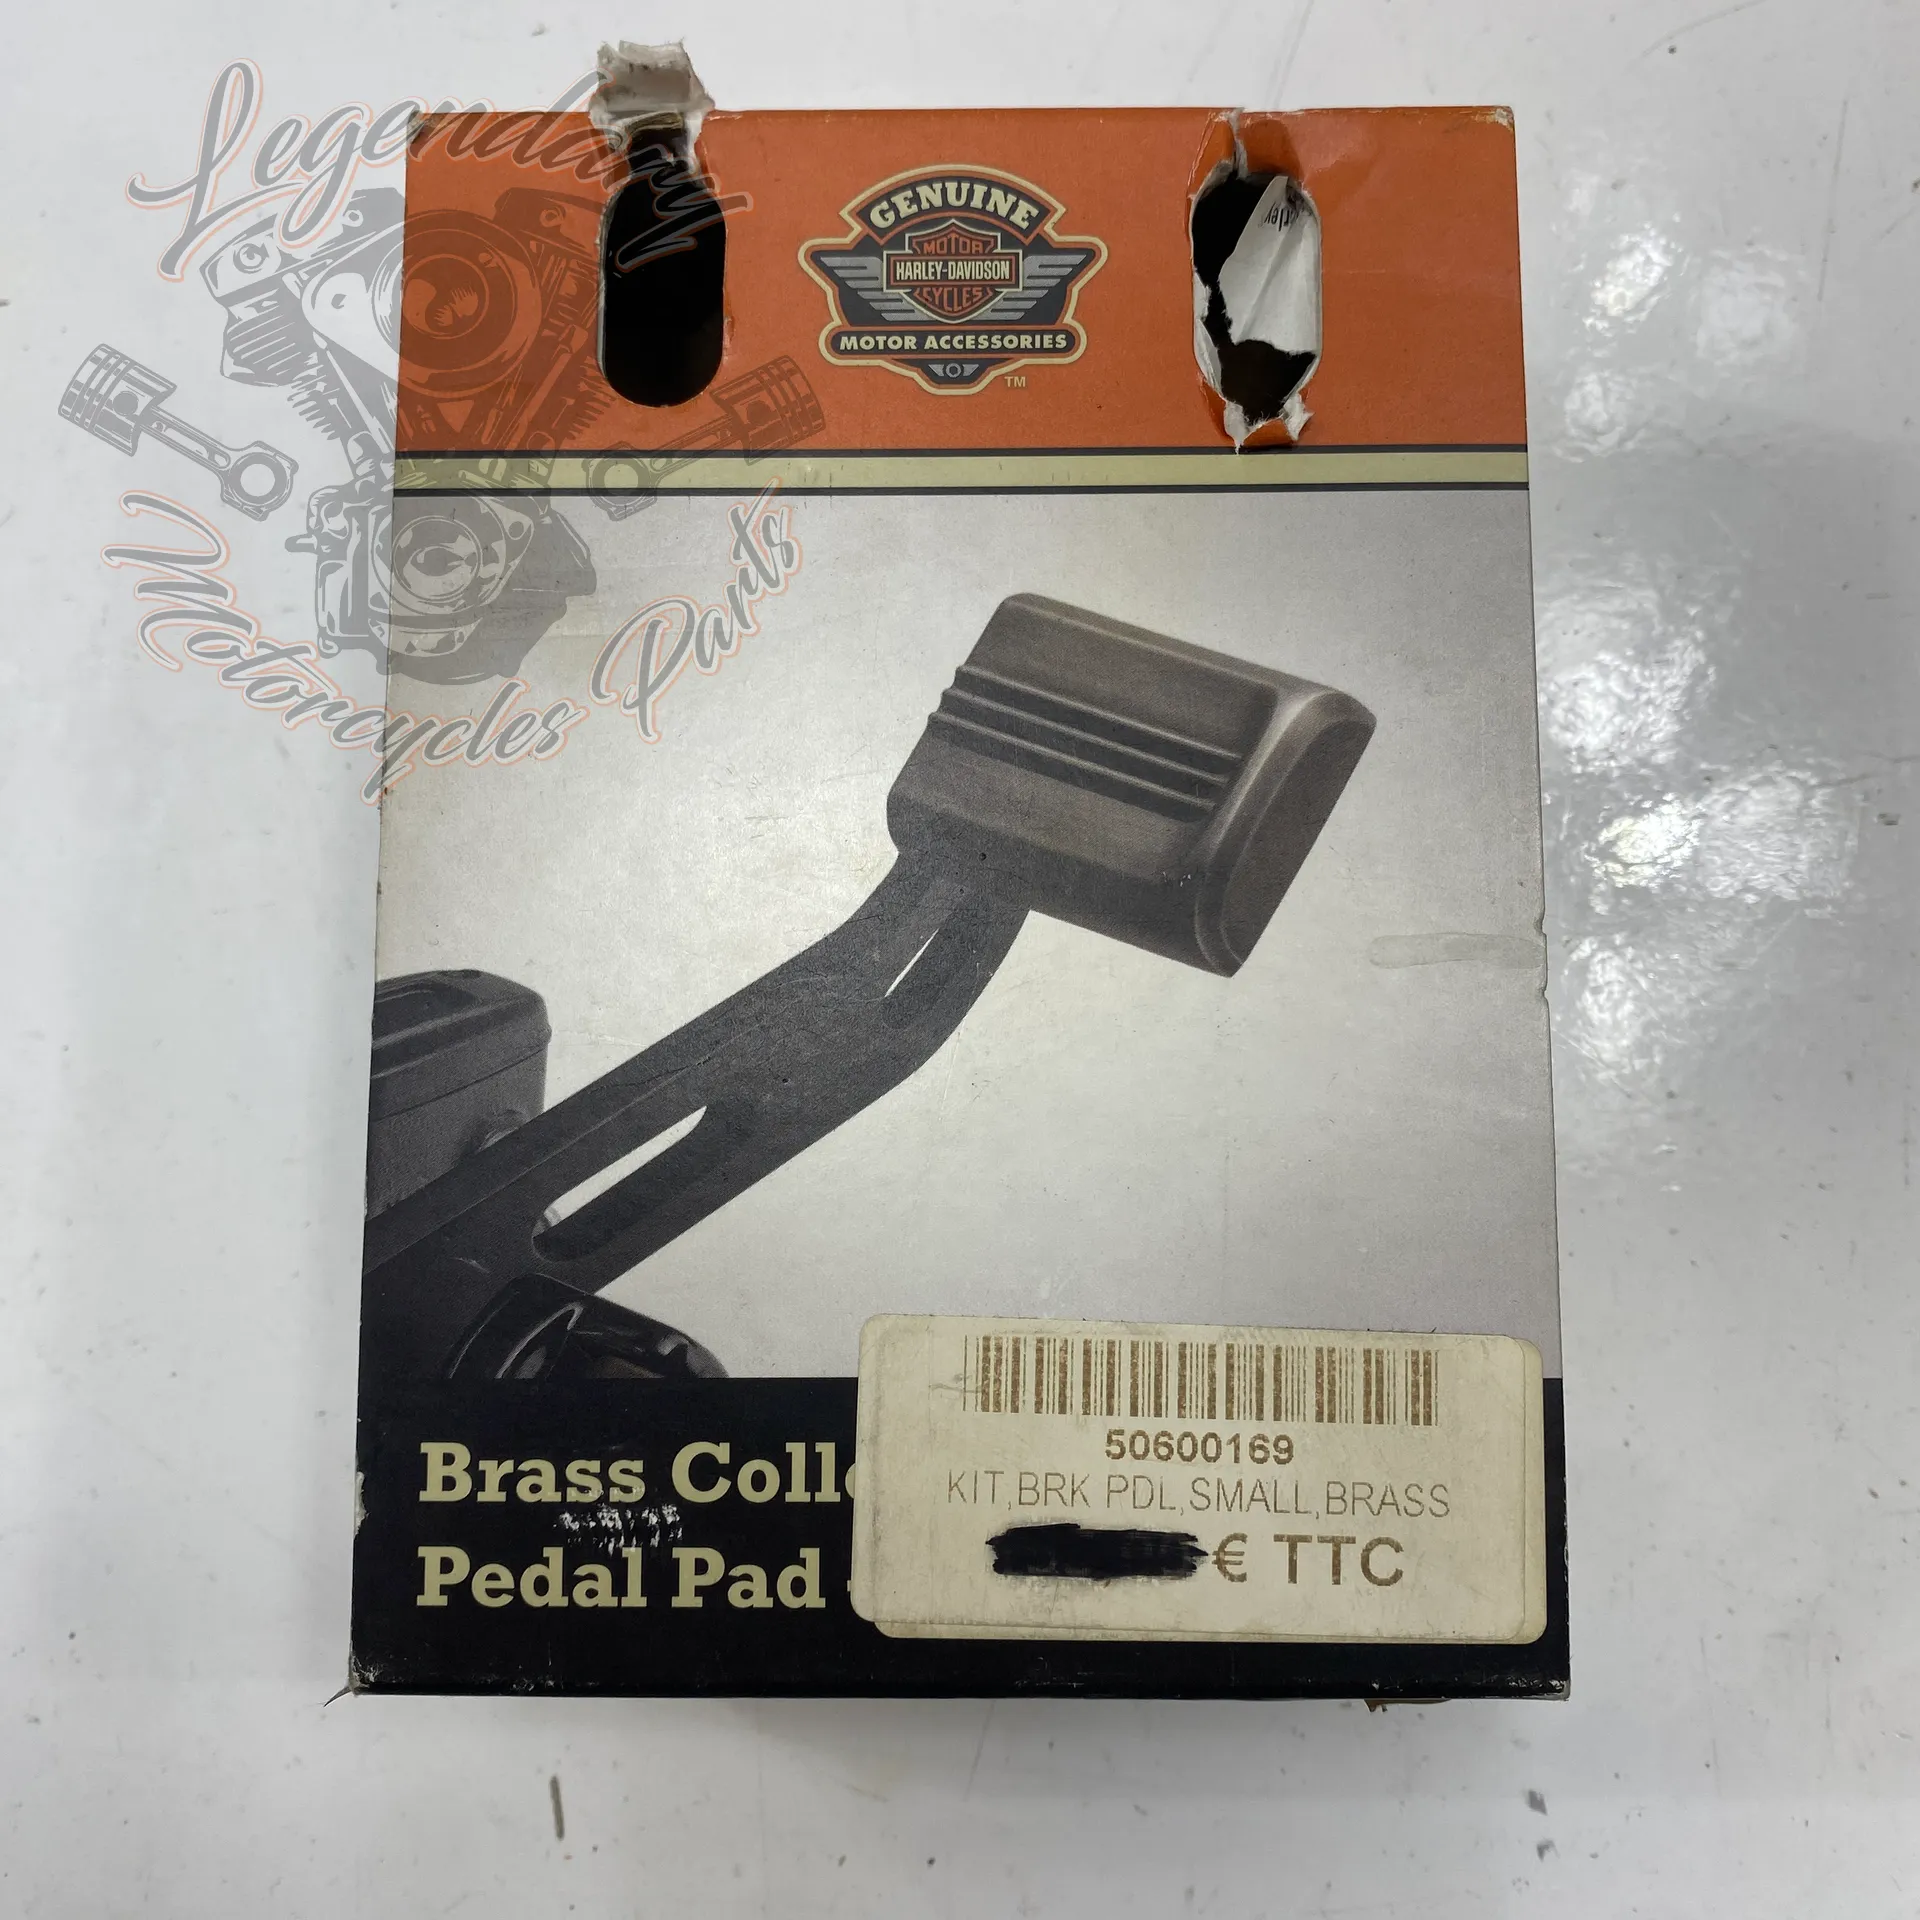 Legendary
Motorcycles Parts
GENUINE
MOTOR
HARLEY-DAVIDSON
CYCLES
MOTOR ACCESSORIES
TM
Brass Colle
Pedal Pad
50600169
KIT,BRK PDL,SMALL,BRASS
€ TTC